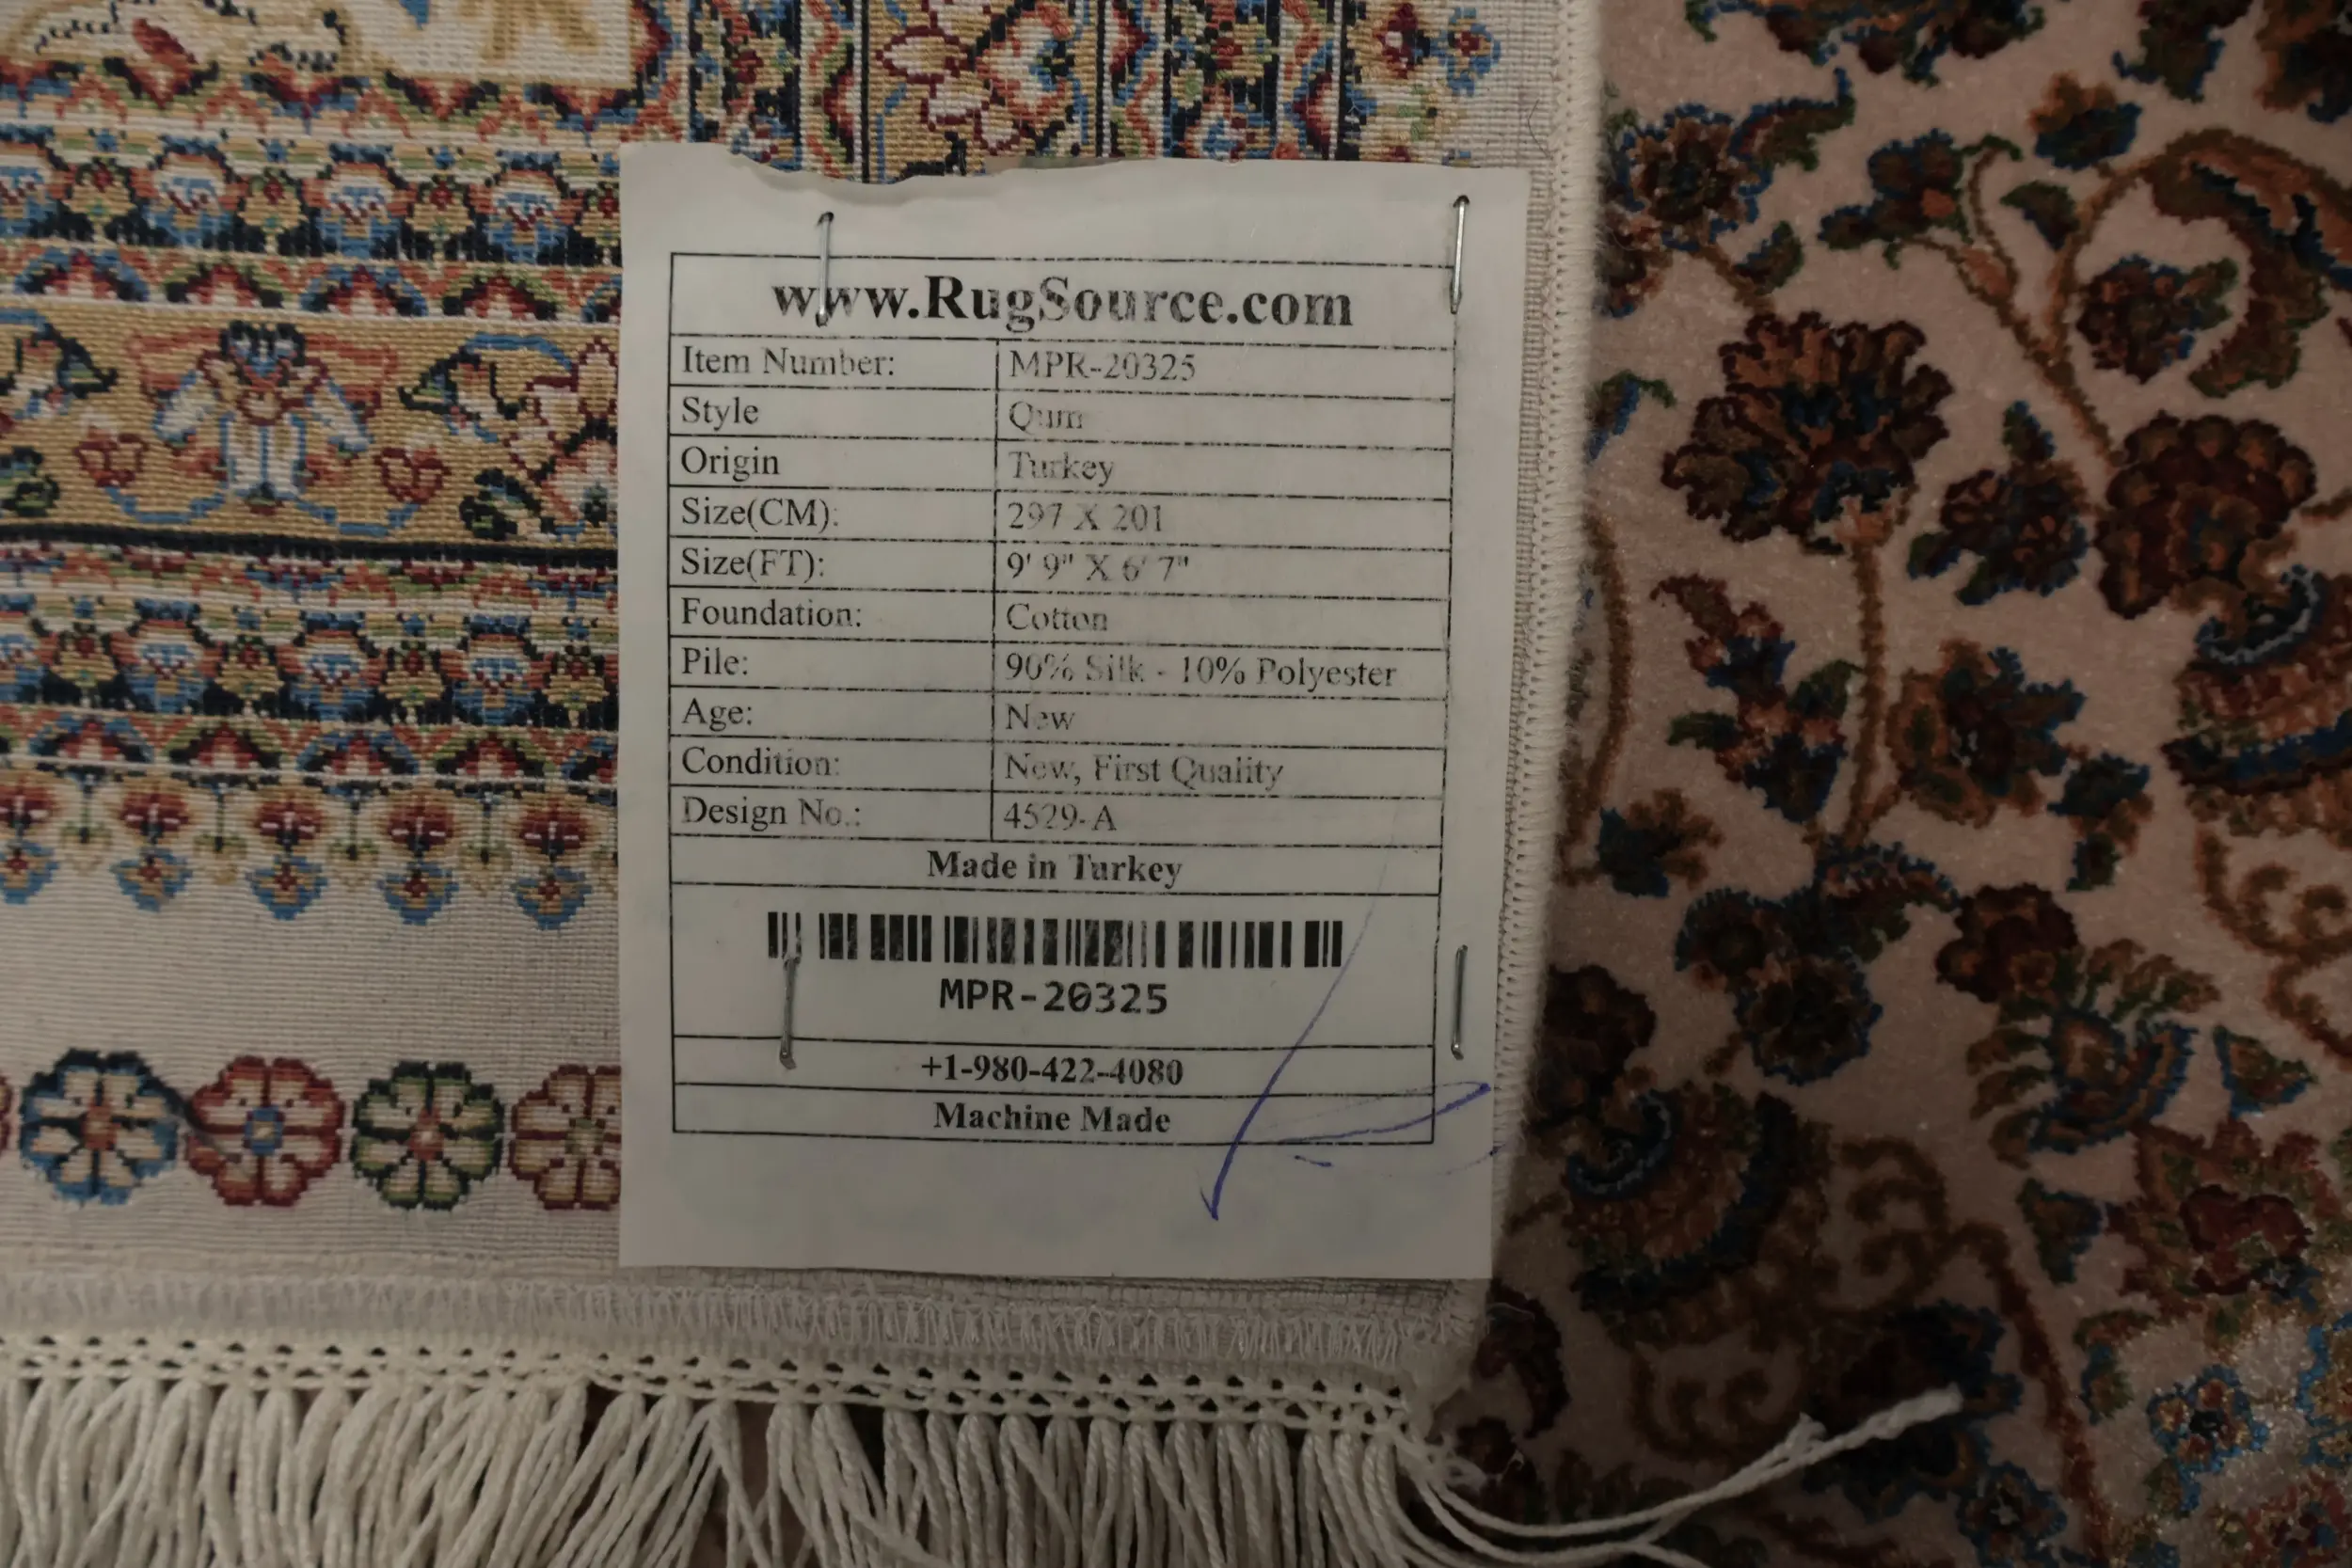 www.RugSource.com
Item Number: MPR-20325
Style Qum
Origin Turkey
Size(CM): 297 X 201
Size(FT): 9' 9" X 6' 7"
Foundation: Cotton
Pile: 90% Silk - 10% Polyester
Age: New
Condition: New, First Quality
Design No.: 4529-A
Made in Turkey
MPR-20325
+1-980-422-4080
Machine Made